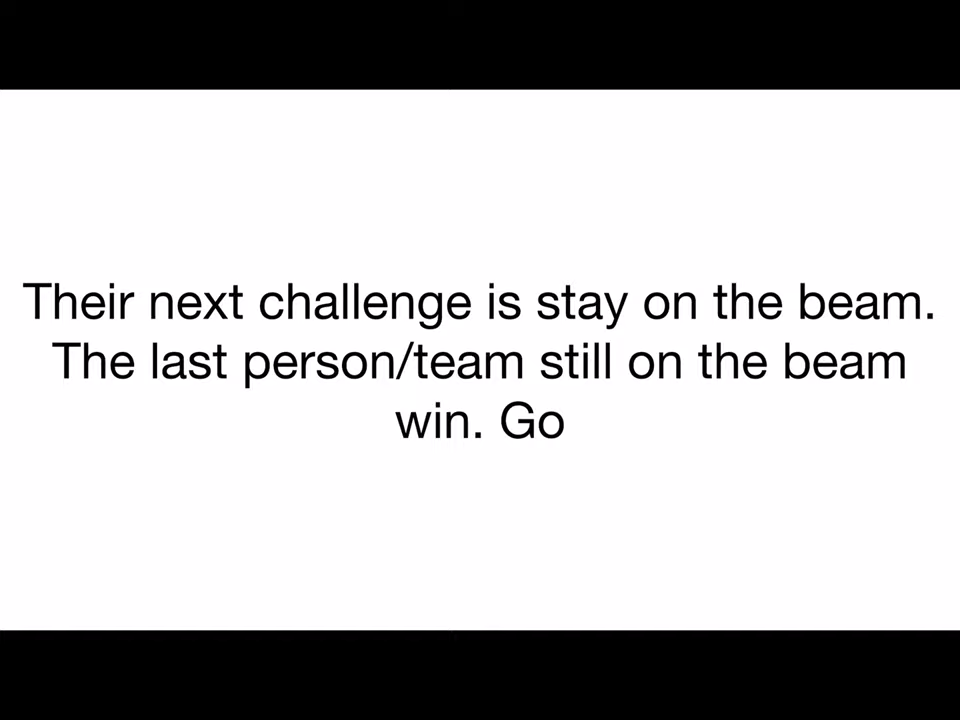 Their next challenge is stay on the beam.
The last person/team still on the beam
win. Go